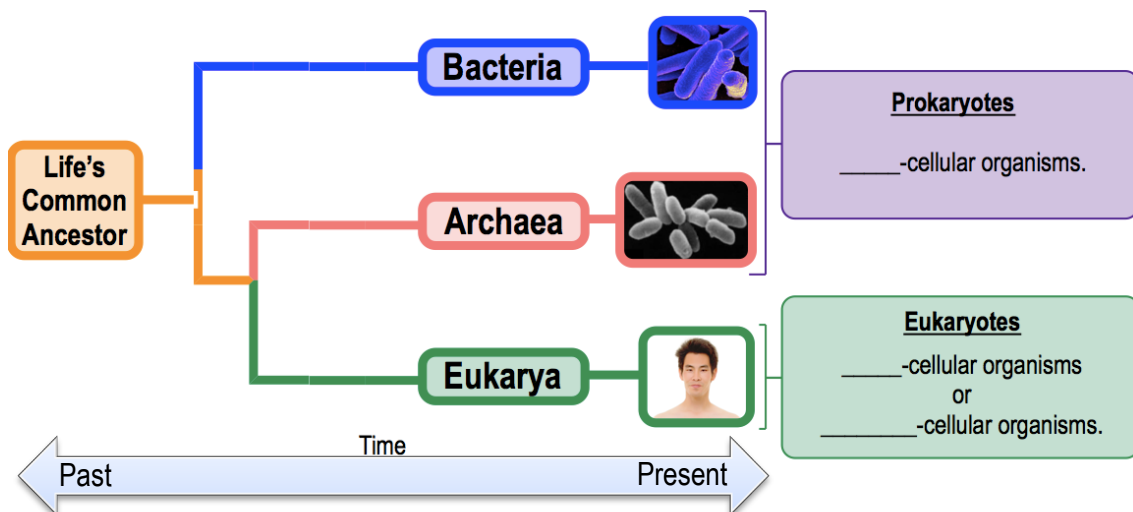 Bacteria
Life's
Common
Ancestor
Archaea
Eukarya
Prokaryotes
_____-cellular organisms.
Eukaryotes
_____-cellular organisms
or
________-cellular organisms.
Time
Past
Present